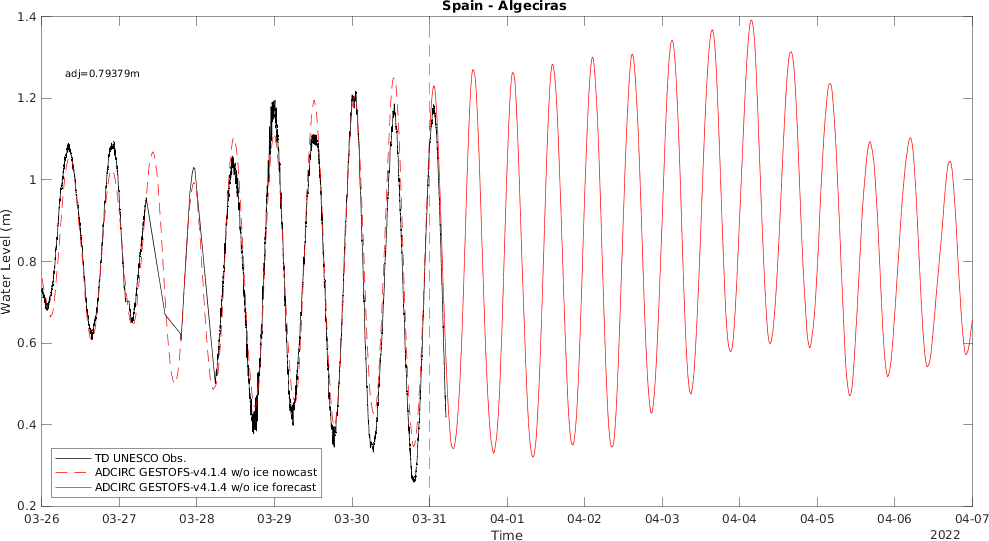 Spain - Algeciras
1.4
1.2
1
0.8
0.6
0.4
0.2
Water Level (m)
adj=0.79379m
TD UNESCO Obs.
ADCIRC GESTOFS-v4.1.4 w/o ice nowcast
ADCIRC GESTOFS-v4.1.4 w/o ice forecast
03-26 03-27 03-28 03-29 03-30 03-31 04-01 04-02 04-03 04-04 04-05 04-06 04-07
Time
2022